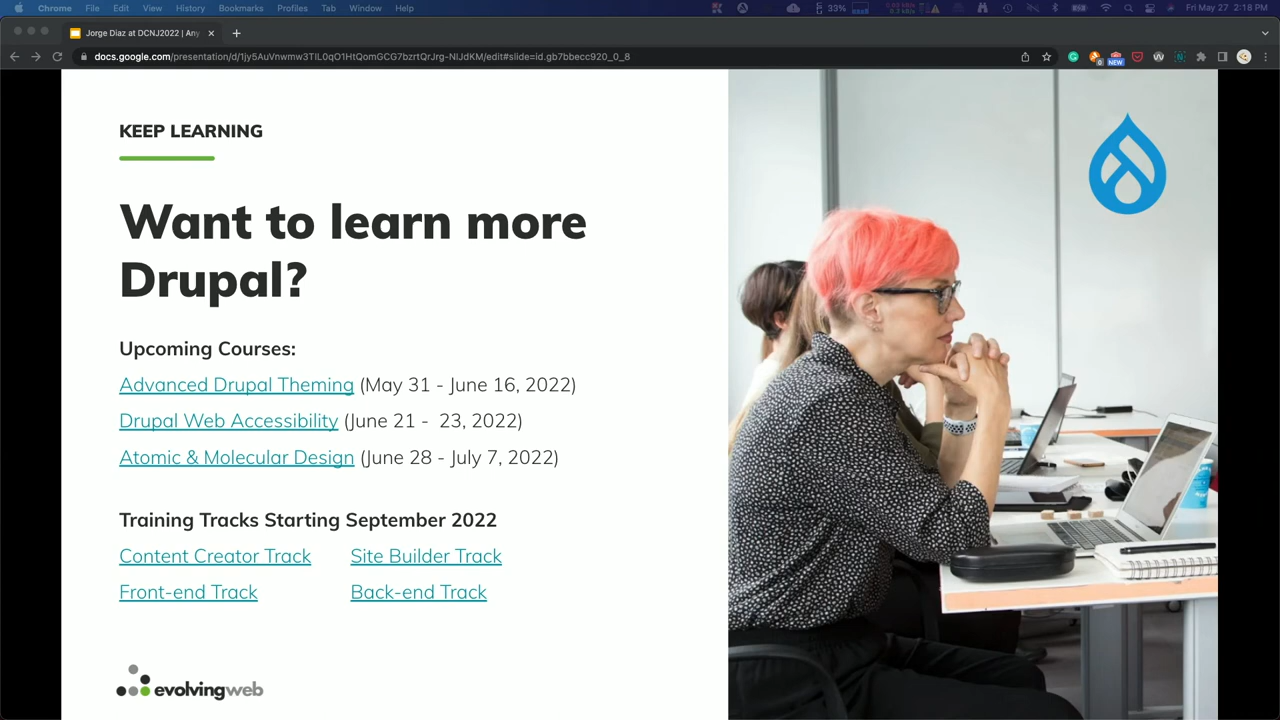 Chrome File Edit View History Bookmarks Profiles Tab Window Help 33% Fri May 27 2:18 PM
Jorge Diaz at DCNJ2022 | Any
docs.google.com/presentation/d/1jy5AuVnwmw3TIL0qO1HtQomGCG7bzrtQrJrg-NIJdKM/edit#slide=id.gb7bbecc920_0_8
NEW
KEEP LEARNING
Want to learn more
Drupal?
Upcoming Courses:
Advanced Drupal Theming (May 31 - June 16, 2022)
Drupal Web Accessibility (June 21 - 23, 2022)
Atomic & Molecular Design (June 28 - July 7, 2022)
Training Tracks Starting September 2022
Content Creator Track Site Builder Track
Front-end Track Back-end Track
evolvingweb